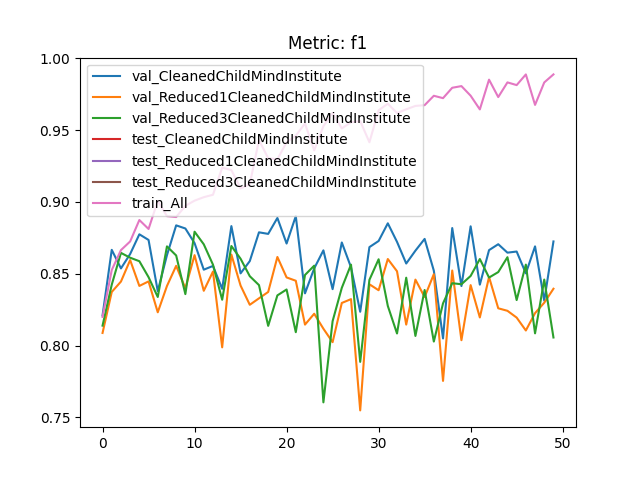 Metric: f1
1.00
0.95
0.90
0.85
0.80
0.75
val_CleanedChildMindInstitute
val_Reduced1CleanedChildMindInstitute
val_Reduced3CleanedChildMindInstitute
test_CleanedChildMindInstitute
test_Reduced1CleanedChildMindInstitute
test_Reduced3CleanedChildMindInstitute
train_All
0 10 20 30 40 50